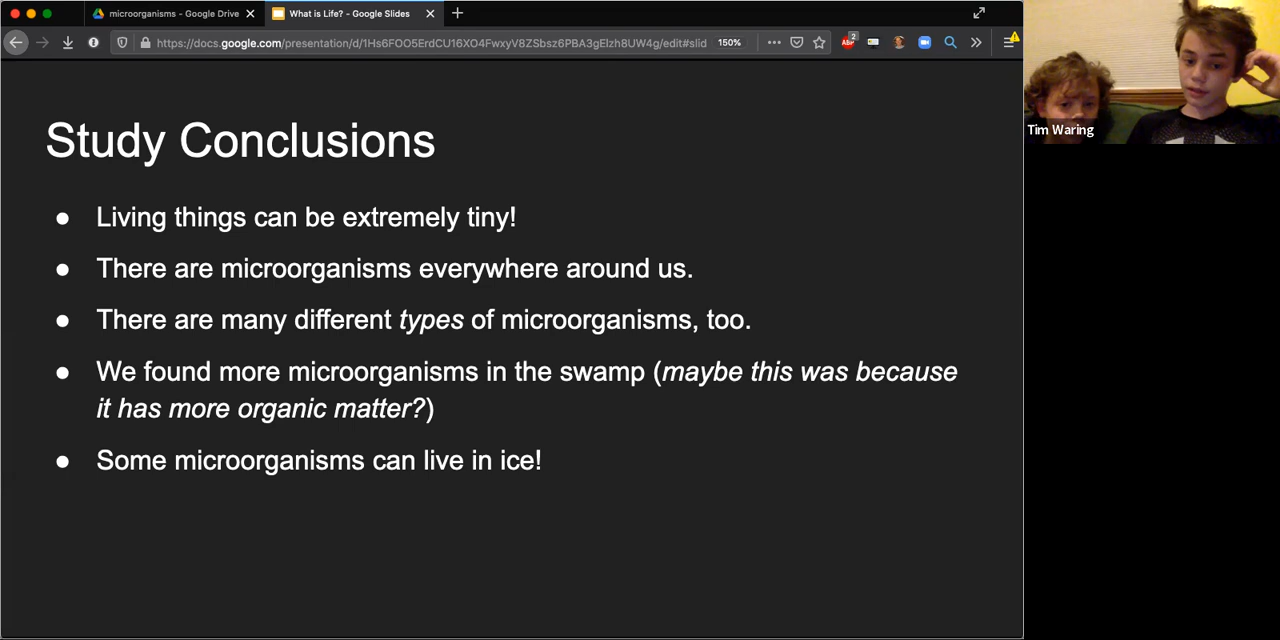 microorganisms - Google Drive
What is Life? - Google Slides
https://docs.google.com/presentation/d/1Hs6FOO5ErdCU16XO4FwxyV8ZSbsz6PBA3gElzh8UW4g/edit#slid
150%
2
Tim Waring
Study Conclusions
● Living things can be extremely tiny!
● There are microorganisms everywhere around us.
● There are many different types of microorganisms, too.
● We found more microorganisms in the swamp (maybe this was because
it has more organic matter?)
● Some microorganisms can live in ice!